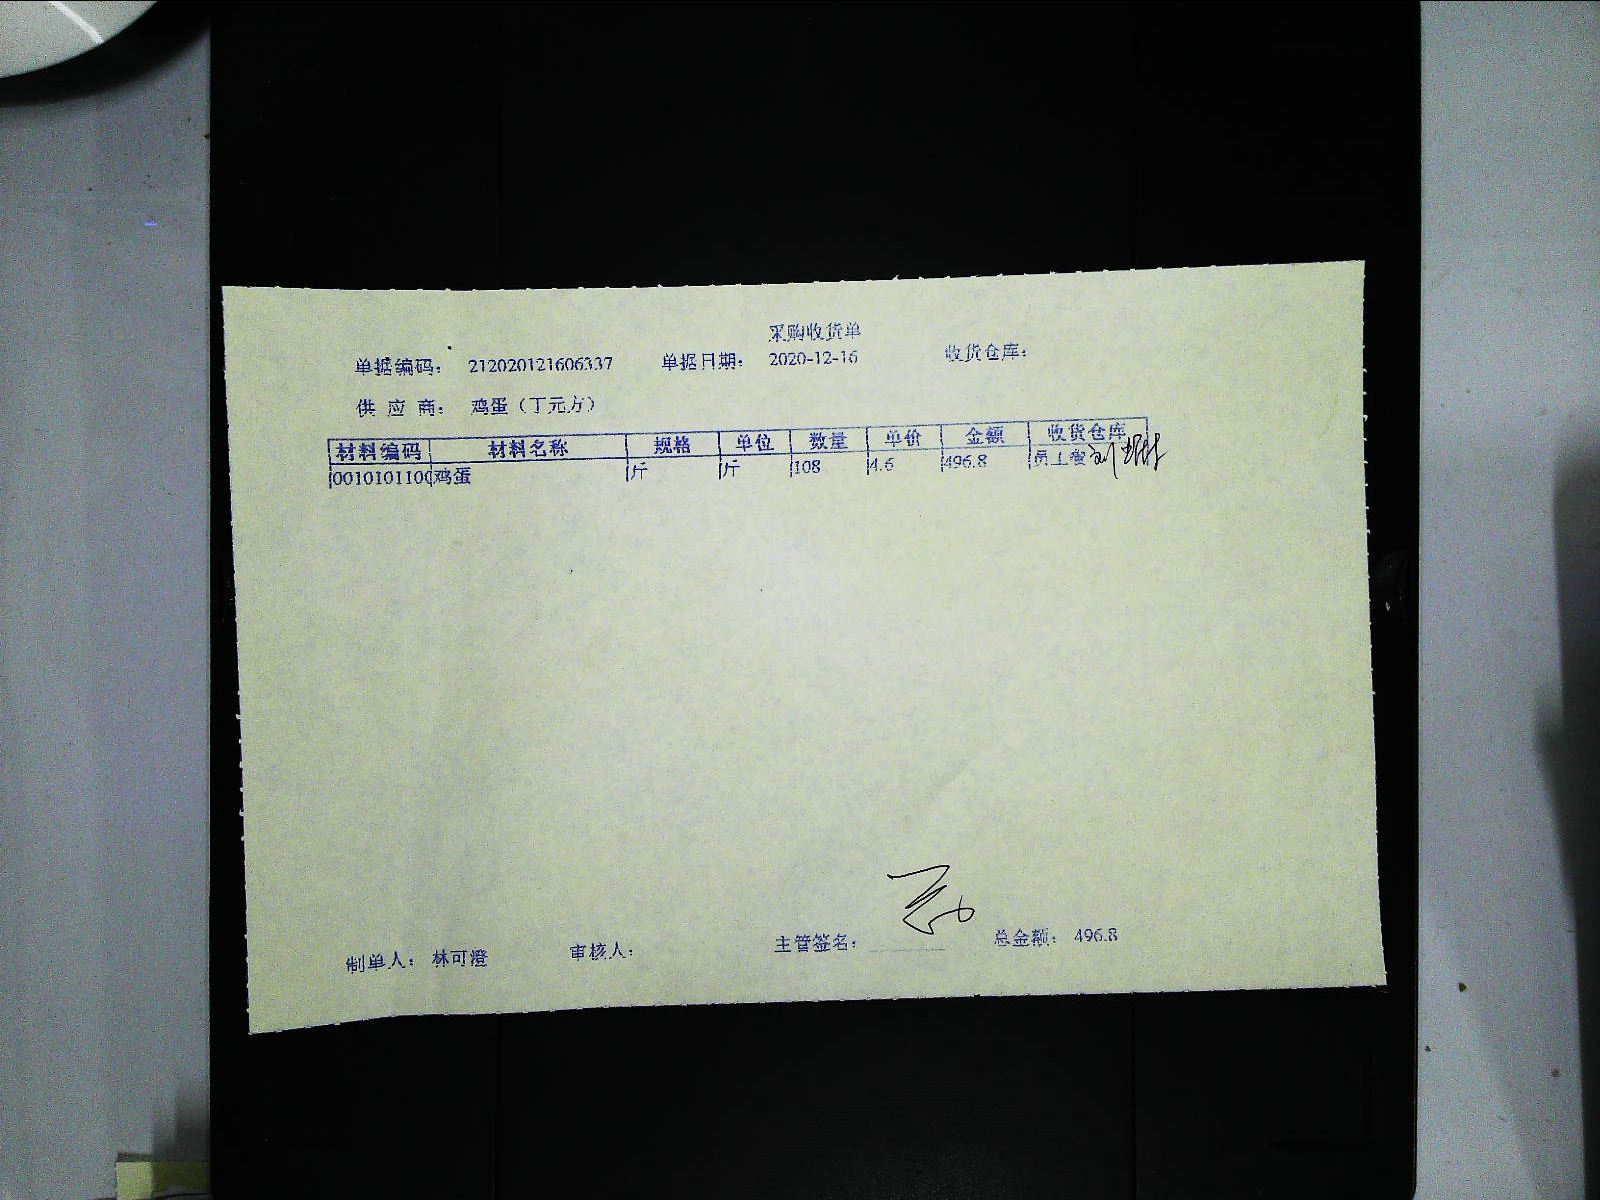 采购收货单
单据编码： 212020121606337 单据日期： 2020-12-16 收货仓库：
供 应 商： 鸡蛋（丁元方）
材料编码 材料名称 规格 单位 数量 单价 金额 收货仓库
0010101100 鸡蛋 斤 斤 108 4.6 496.8 员工餐
制单人： 林可澄 审核人： 主管签名： 总金额： 496.8